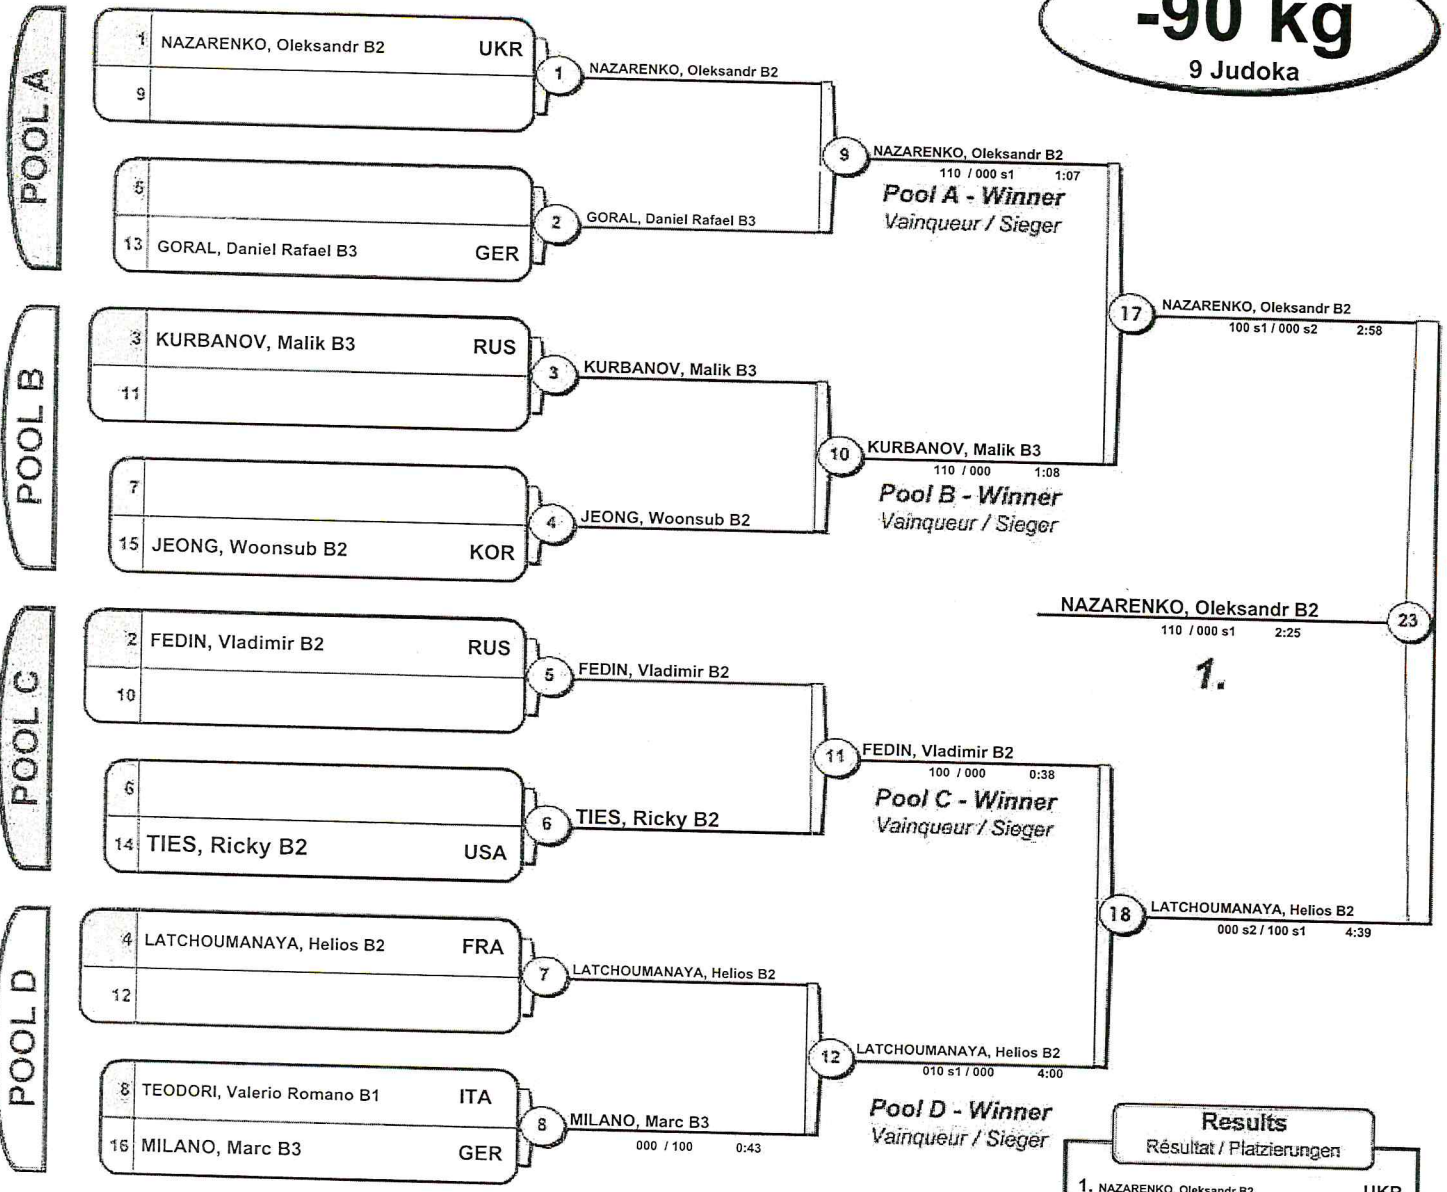 -90 kg
9 Judoka
POOL A
1 NAZARENKO, Oleksandr B2 UKR
9
1 NAZARENKO, Oleksandr B2
5
13 GORAL, Daniel Rafael B3 GER
2 GORAL, Daniel Rafael B3
9 NAZARENKO, Oleksandr B2
110 / 000 s1 1:07
Pool A - Winner
Vainqueur / Sieger
POOL B
3 KURBANOV, Malik B3 RUS
11
3 KURBANOV, Malik B3
7
15 JEONG, Woonsub B2 KOR
4 JEONG, Woonsub B2
10 KURBANOV, Malik B3
110 / 000 1:08
Pool B - Winner
Vainqueur / Sieger
17 NAZARENKO, Oleksandr B2
100 s1 / 000 s2 2:58
NAZARENKO, Oleksandr B2 23
110 / 000 s1 2:25
1.
POOL C
2 FEDIN, Vladimir B2 RUS
10
5 FEDIN, Vladimir B2
6
14 TIES, Ricky B2 USA
6 TIES, Ricky B2
11 FEDIN, Vladimir B2
100 / 000 0:38
Pool C - Winner
Vainqueur / Sieger
18 LATCHOUMANAYA, Helios B2
000 s2 / 100 s1 4:39
POOL D
4 LATCHOUMANAYA, Helios B2 FRA
12
7 LATCHOUMANAYA, Helios B2
8 TEODORI, Valerio Romano B1 ITA
16 MILANO, Marc B3 GER
8 MILANO, Marc B3
000 / 100 0:43
12 LATCHOUMANAYA, Helios B2
010 s1 / 000 4:00
Pool D - Winner
Vainqueur / Sieger
Results
Résultat / Platzierungen
1. NAZARENKO, Oleksandr B2 UKR